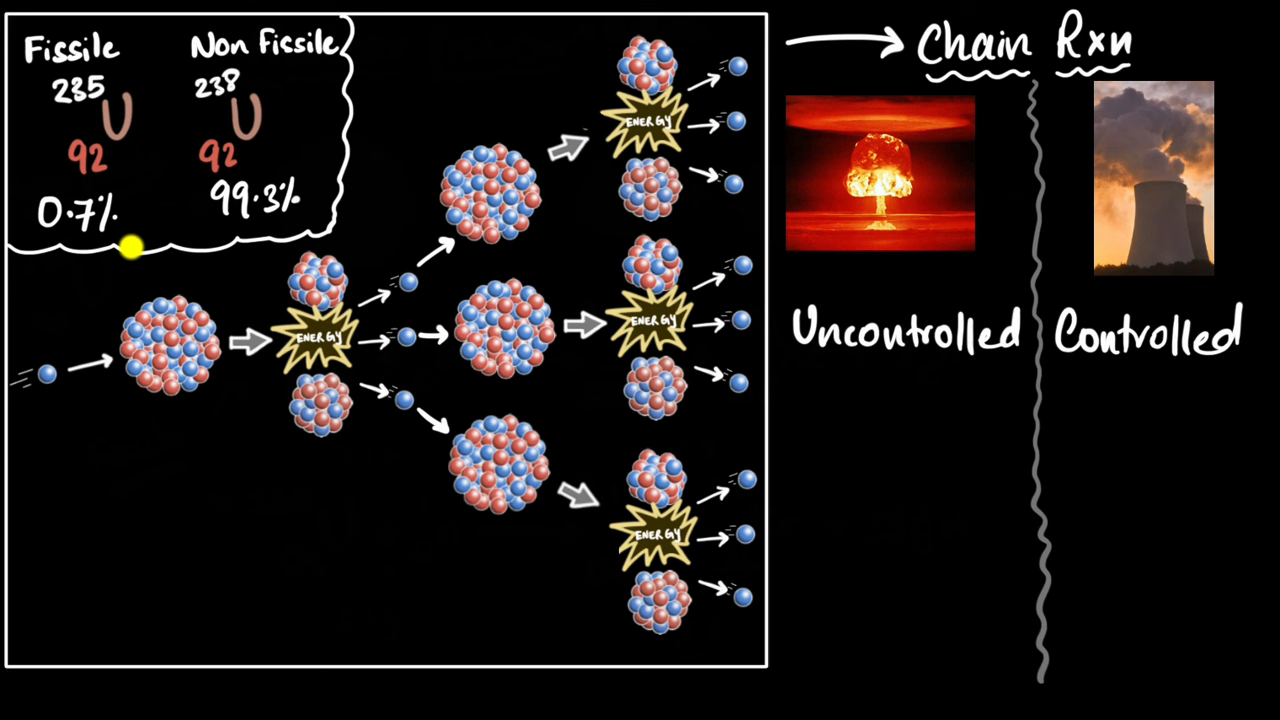 Fissile
Non Fissile
235
U
92
238
U
92
0.7%
99.3%
ENERGY
ENERGY
ENERGY
ENERGY
Chain Rxn
Uncontrolled
Controlled